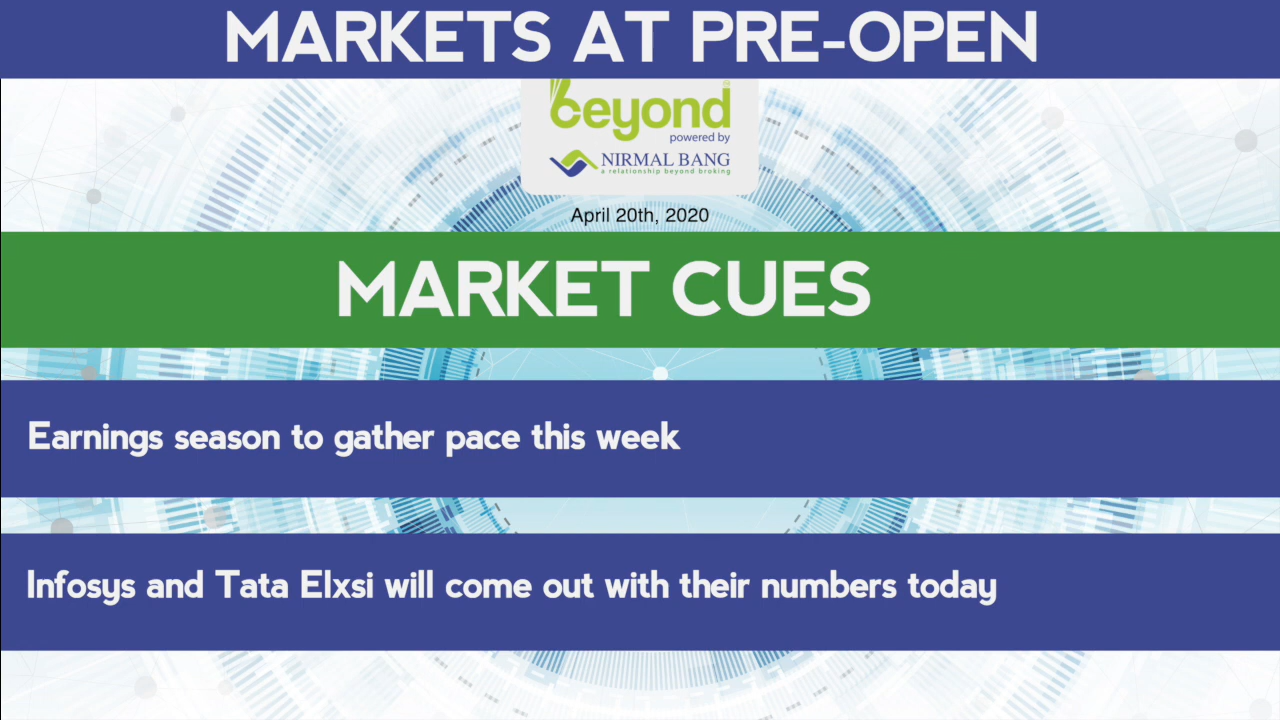 MARKETS AT PRE-OPEN
beyond
powered by
NIRMAL BANG
a relationship beyond broking
April 20th, 2020
MARKET CUES
Earnings season to gather pace this week
Infosys and Tata Elxsi will come out with their numbers today